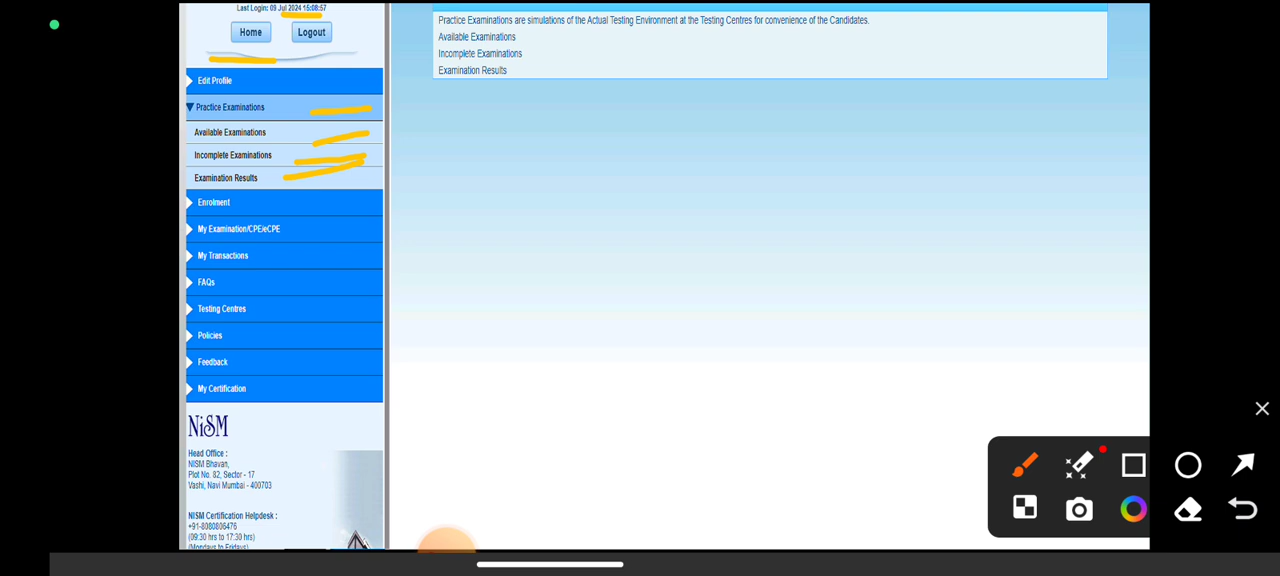 Last Login: 09 Jul 2024 15:08:57
Home
Logout
Edit Profile
Practice Examinations
Available Examinations
Incomplete Examinations
Examination Results
Enrolment
My Examination/CPE/eCPE
My Transactions
FAQs
Testing Centres
Policies
Feedback
My Certification
NiSM
Head Office :
NISM Bhavan,
Plot No. 82, Sector - 17
Vashi, Navi Mumbai - 400703
NISM Certification Helpdesk :
+91-8080806476
(09:30 hrs to 17:30 hrs)
(Mondays to Fridays)
Practice Examinations are simulations of the Actual Testing Environment at the Testing Centres for convenience of the Candidates.
Available Examinations
Incomplete Examinations
Examination Results